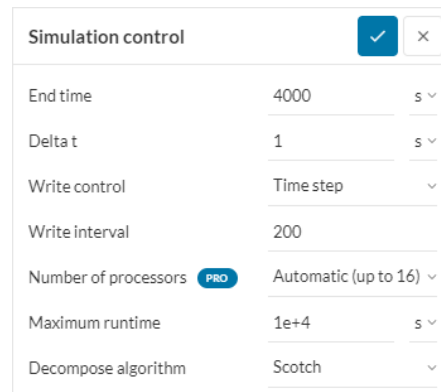 Simulation control
End time 4000 s
Delta t 1 s
Write control Time step
Write interval 200
Number of processors PRO Automatic (up to 16)
Maximum runtime 1e+4 s
Decompose algorithm Scotch